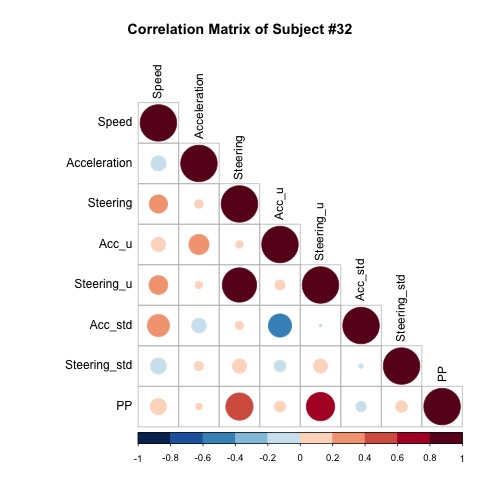 Correlation Matrix of Subject #32
Speed
Acceleration
Steering
Acc_u
Steering_u
Acc_std
Steering_std
PP
Speed
Acceleration
Steering
Acc_u
Steering_u
Acc_std
Steering_std
PP
-1 -0.8 -0.6 -0.4 -0.2 0 0.2 0.4 0.6 0.8 1